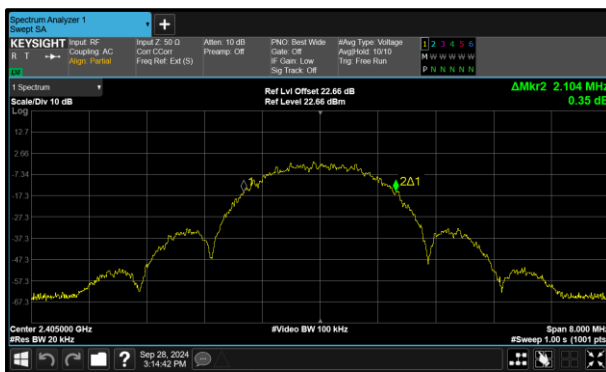 Spectrum Analyzer 1
Swept SA
+
KEYSIGHT
R T
Input: RF
Coupling: AC
Align: Partial
Input Z: 50 Ω
Corr CCorr
Freq Ref: Ext (S)
Atten: 10 dB
Preamp: Off
PNO: Best Wide
Gate: Off
IF Gain: Low
Sig Track: Off
#Avg Type: Voltage
Avg|Hold: 10/10
Trig: Free Run
1 2 3 4 5 6
M W W W W W
P N N N N N
1 Spectrum
Scale/Div 10 dB
Ref Lvl Offset 22.66 dB
Ref Level 22.66 dBm
ΔMkr2 2.104 MHz
0.35 dB
Log
12.7
2.66
-7.34
-17.3
-27.3
-37.3
-47.3
-57.3
-67.3
1
2Δ1
Center 2.405000 GHz
#Res BW 20 kHz
#Video BW 100 kHz
Span 8.000 MHz
#Sweep 1.00 s (1001 pts)
?
Sep 28, 2024
3:14:42 PM